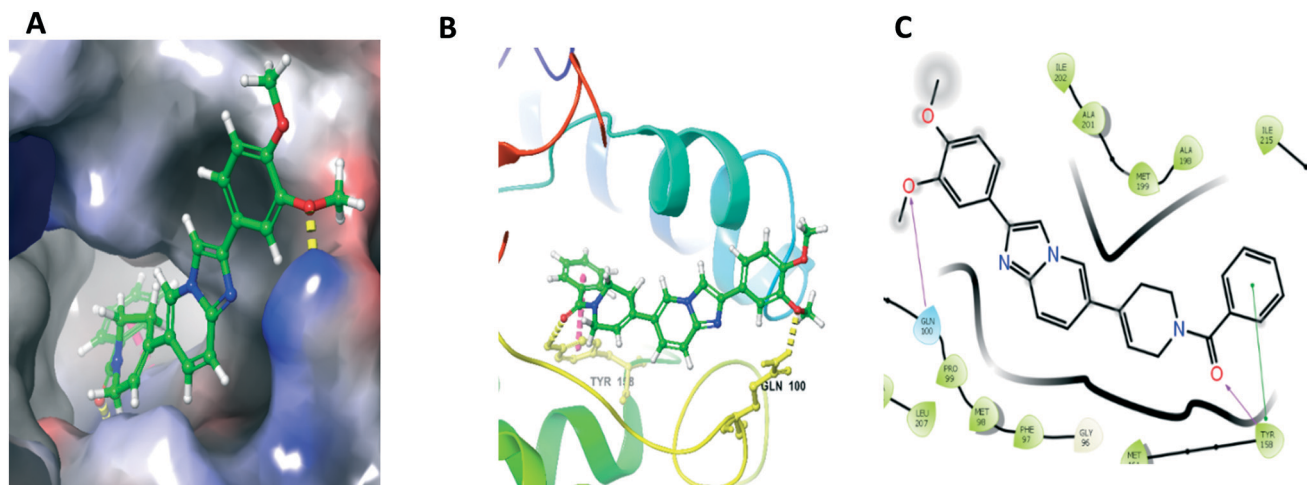 A
B
C
TYR 158
GLN 100
ILE
202
ALA
201
MET
199
ALA
198
ILE
215
O
O
N
N
N
O
GLN
100
PRO
99
LEU
207
MET
98
PHE
97
GLY
96
MET
TYR
158